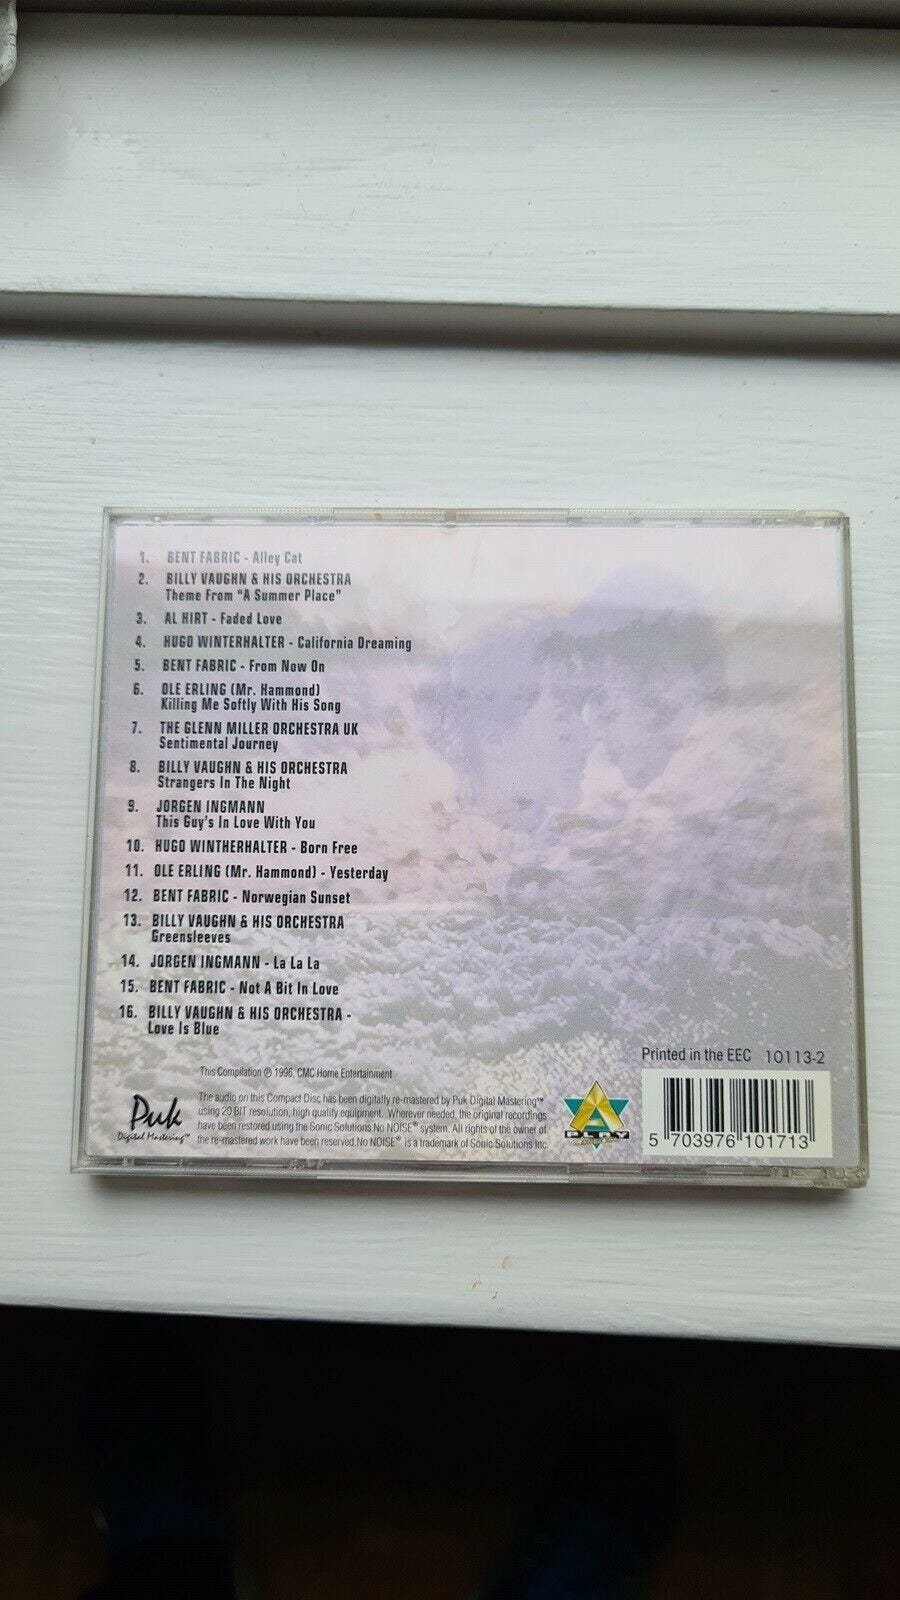 1. BENT FABRIC - Alley Cat
2. BILLY VAUGHN & HIS ORCHESTRA
Theme From "A Summer Place"
3. AL HIRT - Faded Love
4. HUGO WINTERHALTER - California Dreaming
5. BENT FABRIC - From Now On
6. OLE ERLING (Mr. Hammond)
Killing Me Softly With His Song
7. THE GLENN MILLER ORCHESTRA UK
Sentimental Journey
8. BILLY VAUGHN & HIS ORCHESTRA
Strangers In The Night
9. JORGEN INGMANN
This Guy's In Love With You
10. HUGO WINTHERHALTER - Born Free
11. OLE ERLING (Mr. Hammond) - Yesterday
12. BENT FABRIC - Norwegian Sunset
13. BILLY VAUGHN & HIS ORCHESTRA
Greensleeves
14. JORGEN INGMANN - La La La
15. BENT FABRIC - Not A Bit In Love
16. BILLY VAUGHN & HIS ORCHESTRA -
Love Is Blue
Printed in the EEC 10113-2
This Compilation ℗ 1996, CMC Home Entertainment
Puk
Digital Mastering™
The audio on this Compact Disc has been digitally re-mastered by Puk Digital Mastering™
using 20 BIT resolution, high quality equipment. Wherever needed, the original recordings
have been restored using the Sonic Solutions No NOISE® system. All rights of the owner of
the re-mastered work have been reserved.No NOISE® is a trademark of Sonic Solutions Inc.
PLAY
5 703976 101713